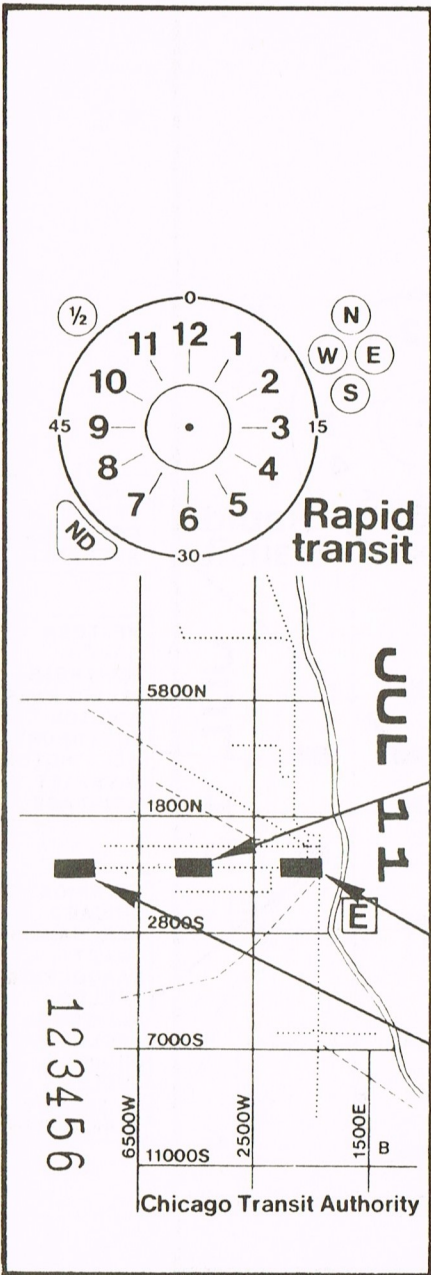 0
½
N
W E
S
11 12 1
10 2
45 9 3 15
8 4
7 6 5
ND
30
Rapid
transit
JUL 11
5800N
1800N
E
2800S
123456
7000S
6500W
2500W
1500E
B
11000S
Chicago Transit Authority